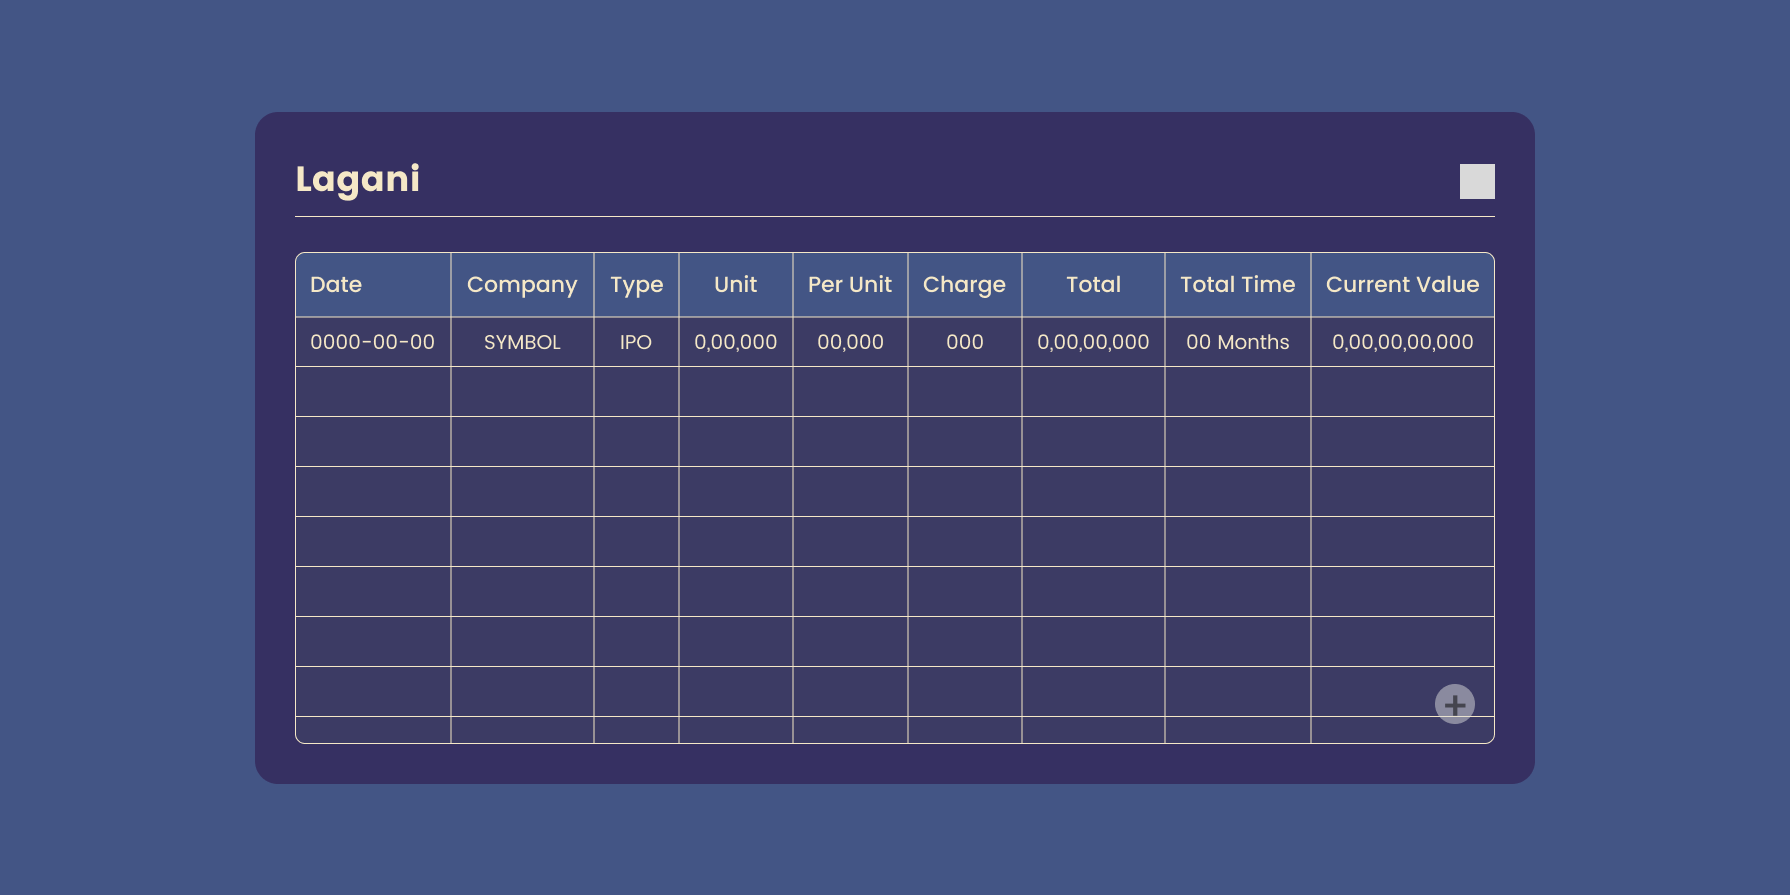 Lagani
Date Company Type Unit Per Unit Charge Total Total Time Current Value
0000-00-00 SYMBOL IPO 0,00,000 00,000 000 0,00,00,000 00 Months 0,00,00,00,000
+